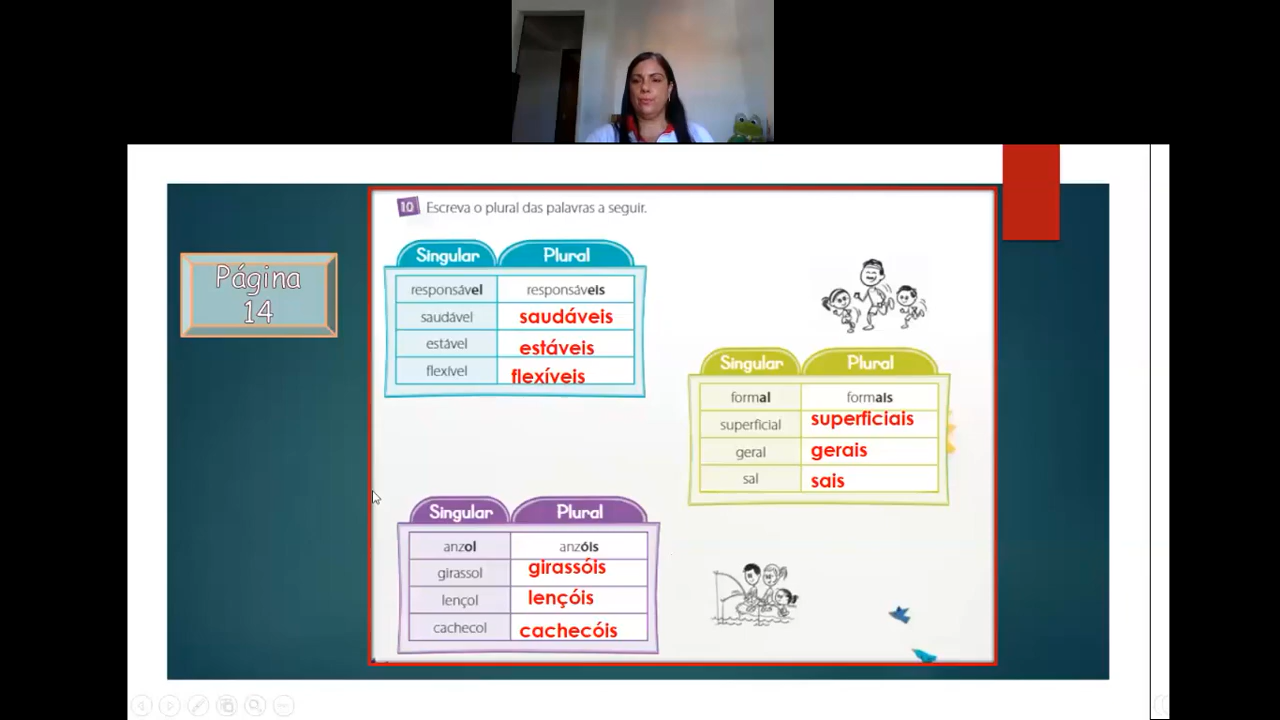 Página
14
10 Escreva o plural das palavras a seguir.
Singular Plural
responsável responsáveis
saudável saudáveis
estável estáveis
flexível flexíveis
Singular Plural
formal formais
superficial superficiais
geral gerais
sal sais
Singular Plural
anzol anzóis
girassol girassóis
lençol lençóis
cachecol cachecóis